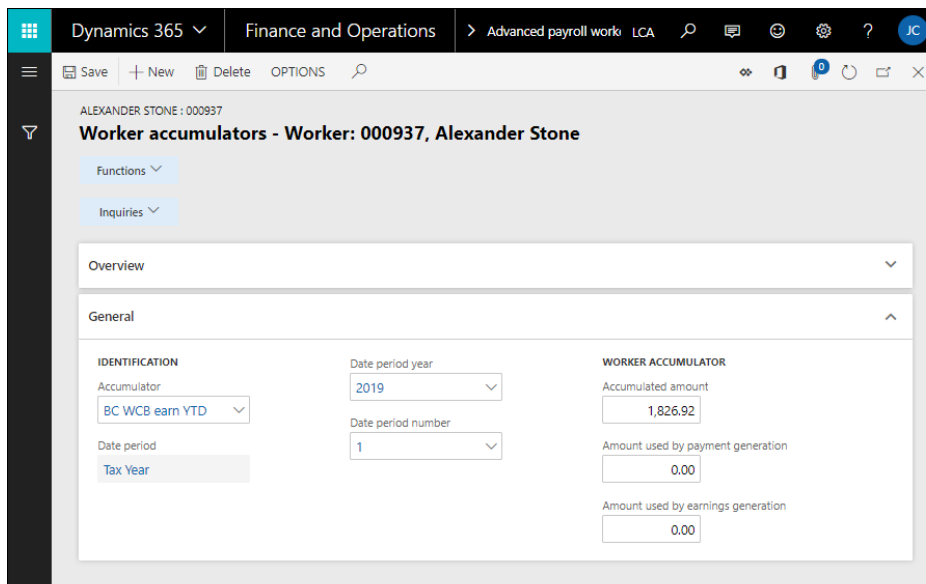 Dynamics 365
Finance and Operations
Advanced payroll work
LCA
?
JC
Save
New
Delete
OPTIONS
0
ALEXANDER STONE : 000937
Worker accumulators - Worker: 000937, Alexander Stone
Functions
Inquiries
Overview
General
IDENTIFICATION
Accumulator
BC WCB earn YTD
Date period
Tax Year
Date period year
2019
Date period number
1
WORKER ACCUMULATOR
Accumulated amount
1,826.92
Amount used by payment generation
0.00
Amount used by earnings generation
0.00